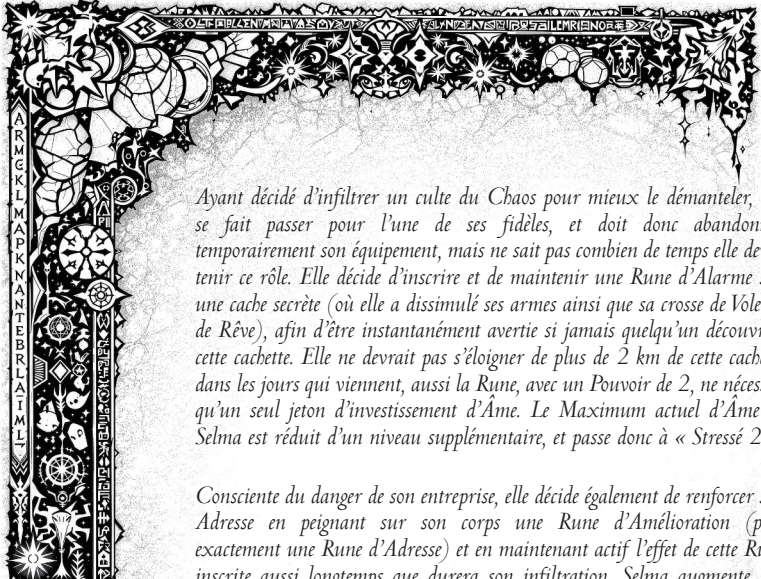 Ayant décidé d'infiltrer un culte du Chaos pour mieux le démanteler,
se fait passer pour l'une de ses fidèles, et doit donc abandon
temporairement son équipement, mais ne sait pas combien de temps elle de
tenir ce rôle. Elle décide d'inscrire et de maintenir une Rune d'Alarme
une cache secrète (où elle a dissimulé ses armes ainsi que sa crosse de Vole
de Rêve), afin d'être instantanément avertie si jamais quelqu'un découvr
cette cachette. Elle ne devrait pas s'éloigner de plus de 2 km de cette cach
dans les jours qui viennent, aussi la Rune, avec un Pouvoir de 2, ne néces
qu'un seul jeton d'investissement d'Âme. Le Maximum actuel d'Âme
Selma est réduit d'un niveau supplémentaire, et passe donc à « Stressé 2
Consciente du danger de son entreprise, elle décide également de renforcer
Adresse en peignant sur son corps une Rune d'Amélioration (p
exactement une Rune d'Adresse) et en maintenant actif l'effet de cette Ru
inscrite aussi longtemps que durera son infiltration. Selma augmente